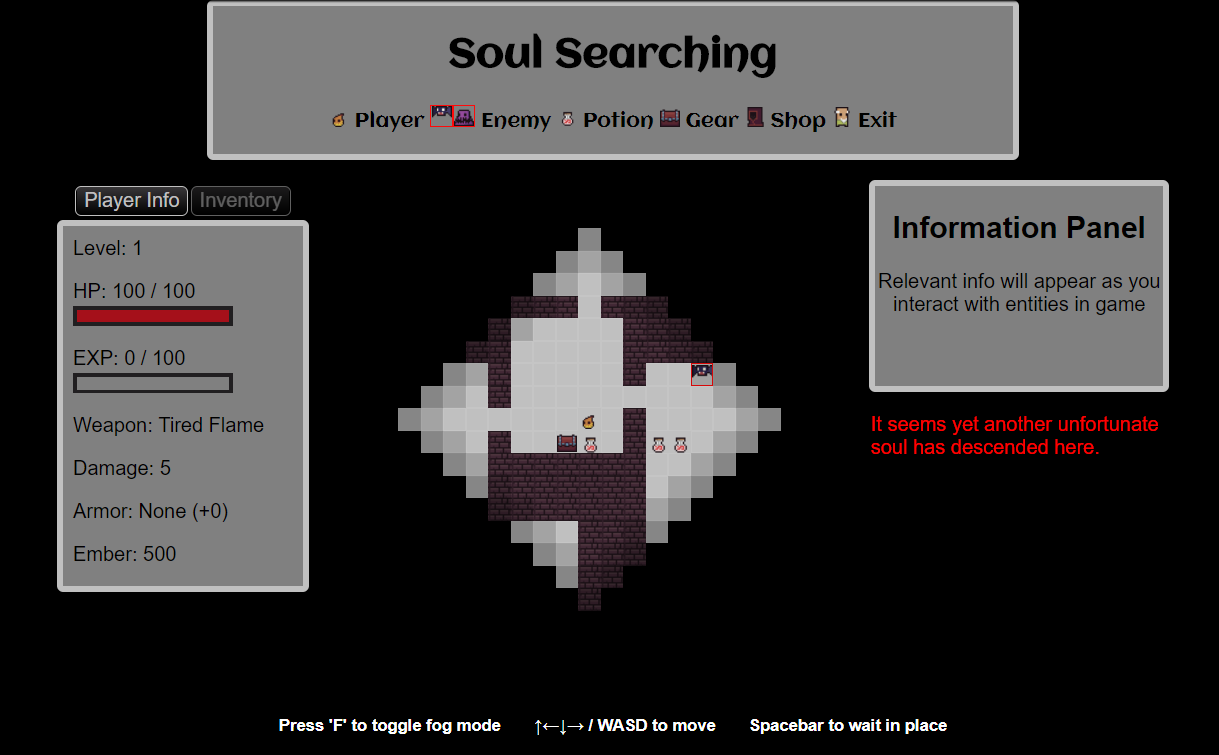 Soul Searching
Player Enemy Potion Gear Shop Exit
Player Info Inventory
Level: 1
HP: 100 / 100
EXP: 0 / 100
Weapon: Tired Flame
Damage: 5
Armor: None (+0)
Ember: 500
Information Panel
Relevant info will appear as you
interact with entities in game
It seems yet another unfortunate
soul has descended here.
Press 'F' to toggle fog mode ↑←↓→ / WASD to move Spacebar to wait in place